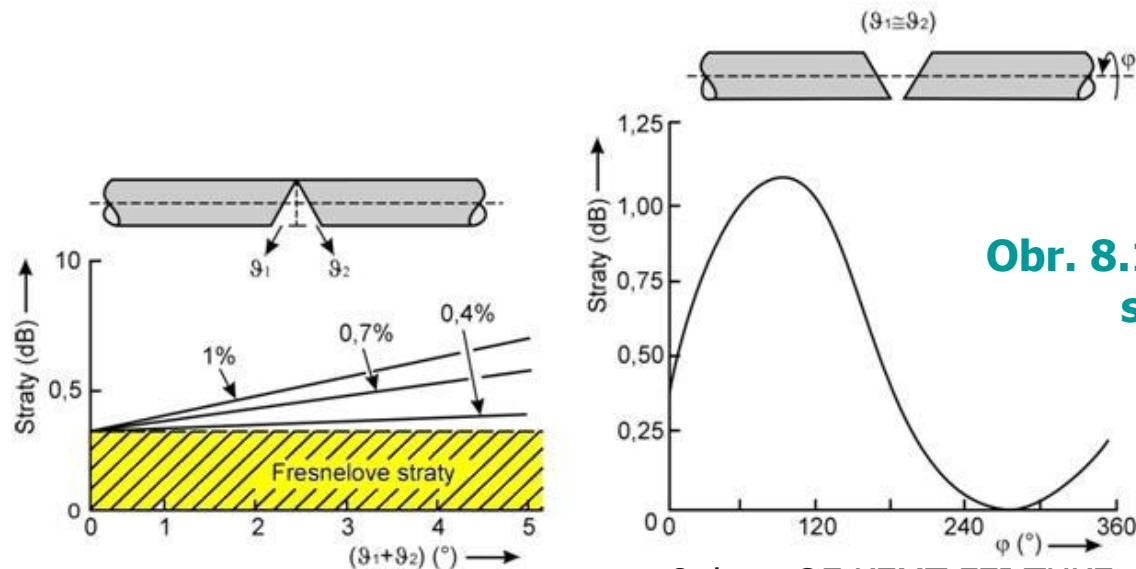 ϑ₁ ϑ₂
Straty (dB)
10
0,5
0
1%
0,7%
0,4%
Fresnelove straty
0 1 2 3 4 5
(ϑ₁+ϑ₂) (°)
(ϑ₁≅ϑ₂)
φ
Straty (dB)
1,25
1,00
0,75
0,50
0,25
0
0 120 240 360
φ (°)
Obr. 8.
s